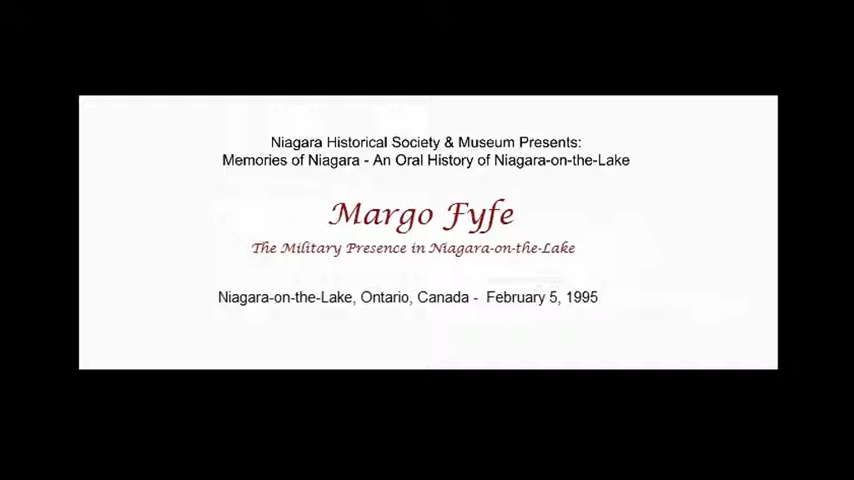 Niagara Historical Society & Museum Presents:
Memories of Niagara - An Oral History of Niagara-on-the-Lake
Margo Fyfe
The Military Presence in Niagara-on-the-Lake
Niagara-on-the-Lake, Ontario, Canada - February 5, 1995